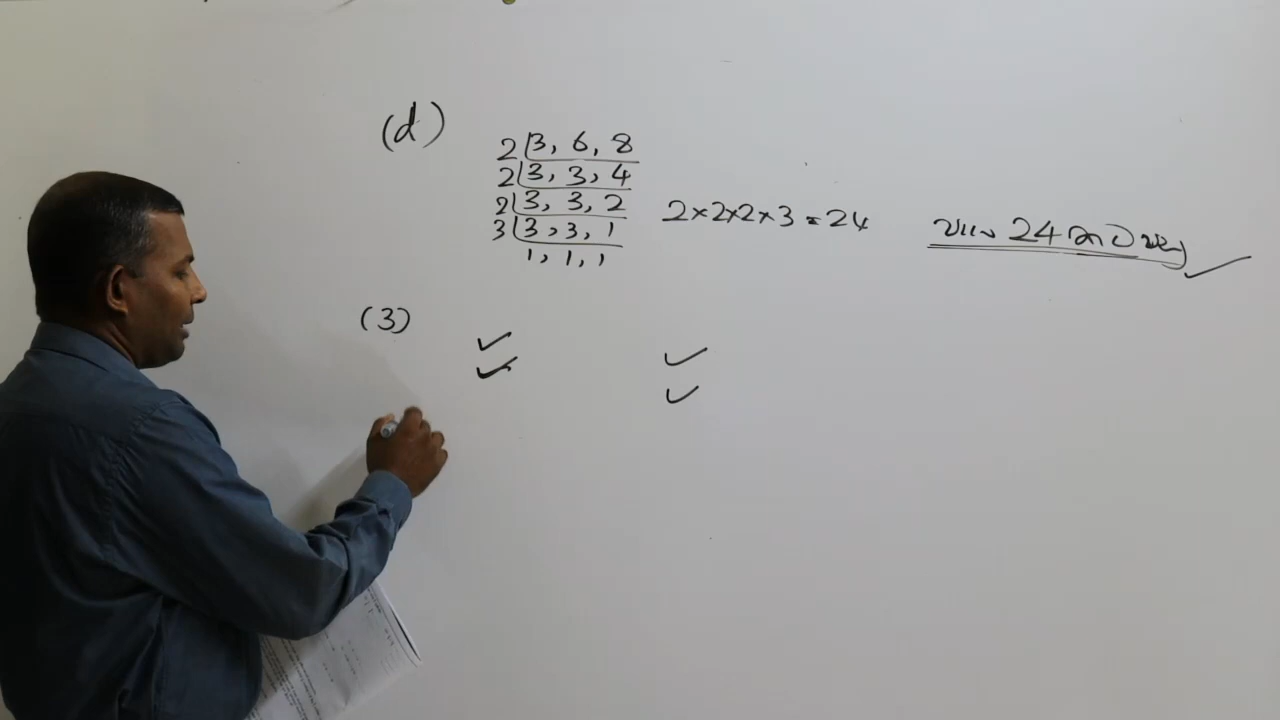 (d)
2 3, 6, 8
2 3, 3, 4
2 3, 3, 2
3 3, 3, 1
1, 1, 1
2×2×2×3 = 24
24
(3)